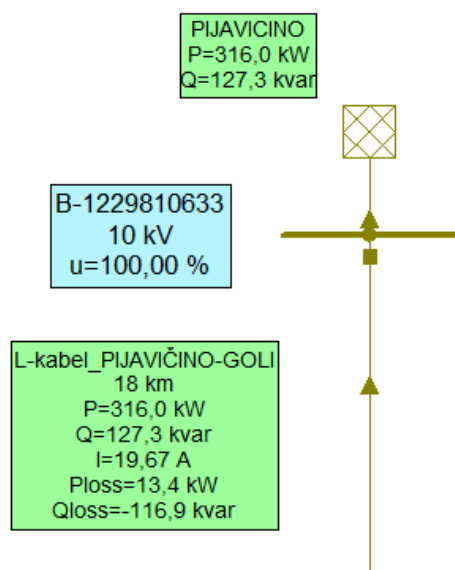 PIJAVICINO
P=316,0 kW
Q=127,3 kvar
B-1229810633
10 kV
u=100,00 %
L-kabel_PIJAVIČINO-GOLI
18 km
P=316,0 kW
Q=127,3 kvar
I=19,67 A
Ploss=13,4 kW
Qloss=-116,9 kvar